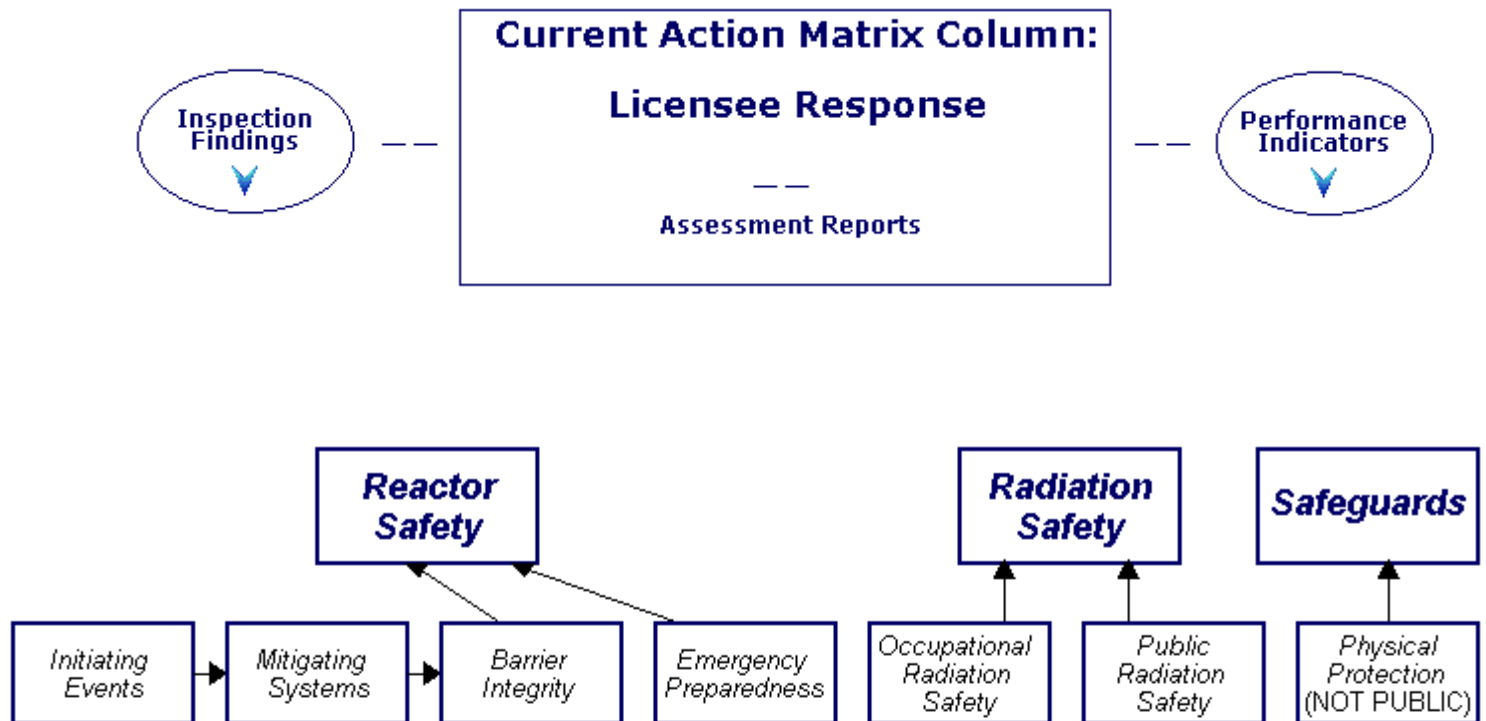 Current Action Matrix Column:
Licensee Response
— —
Assessment Reports
Inspection
Findings
— —
— —
Performance
Indicators
Reactor
Safety
Radiation
Safety
Safeguards
Initiating
Events
Mitigating
Systems
Barrier
Integrity
Emergency
Preparedness
Occupational
Radiation
Safety
Public
Radiation
Safety
Physical
Protection
(NOT PUBLIC)